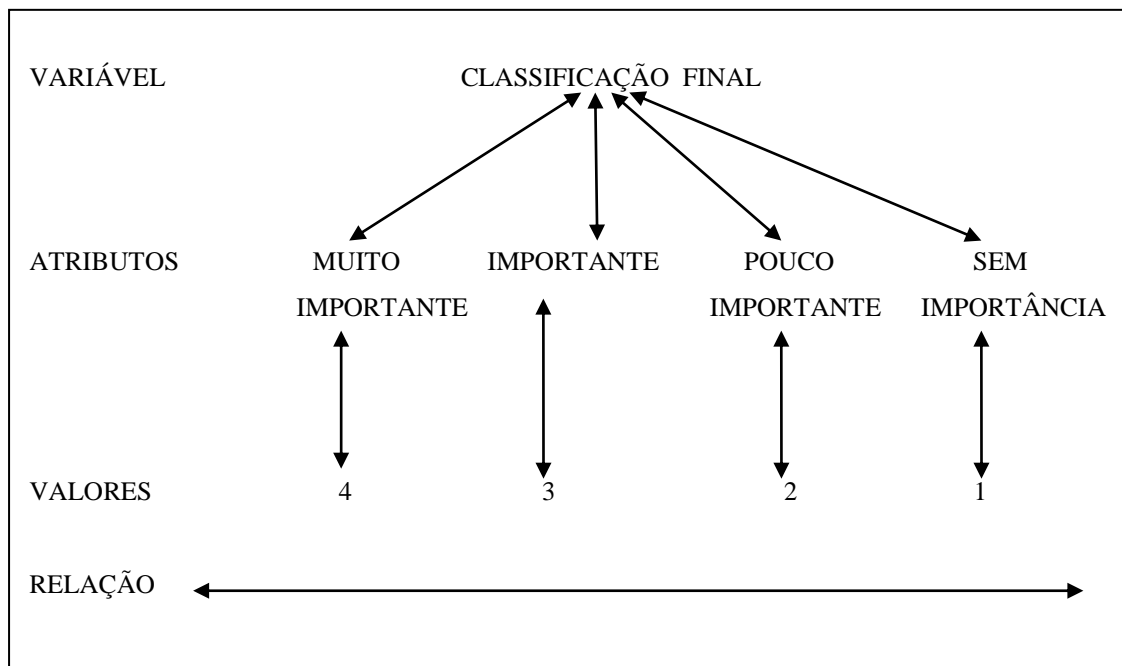 VARIÁVEL CLASSIFICAÇÃO FINAL
ATRIBUTOS MUITO IMPORTANTE POUCO SEM
IMPORTANTE IMPORTANTE IMPORTÂNCIA
VALORES 4 3 2 1
RELAÇÃO